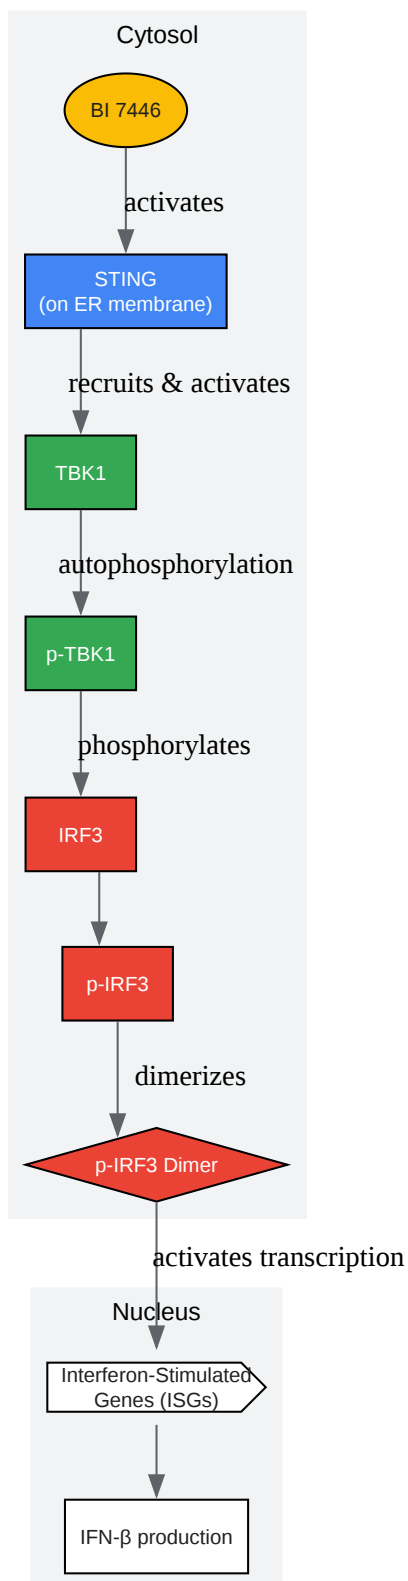 Cytosol
BI 7446
activates
STING
(on ER membrane)
recruits & activates
TBK1
autophosphorylation
p-TBK1
phosphorylates
IRF3
p-IRF3
dimerizes
p-IRF3 Dimer
activates transcription
Nucleus
Interferon-Stimulated
Genes (ISGs)
IFN-β production